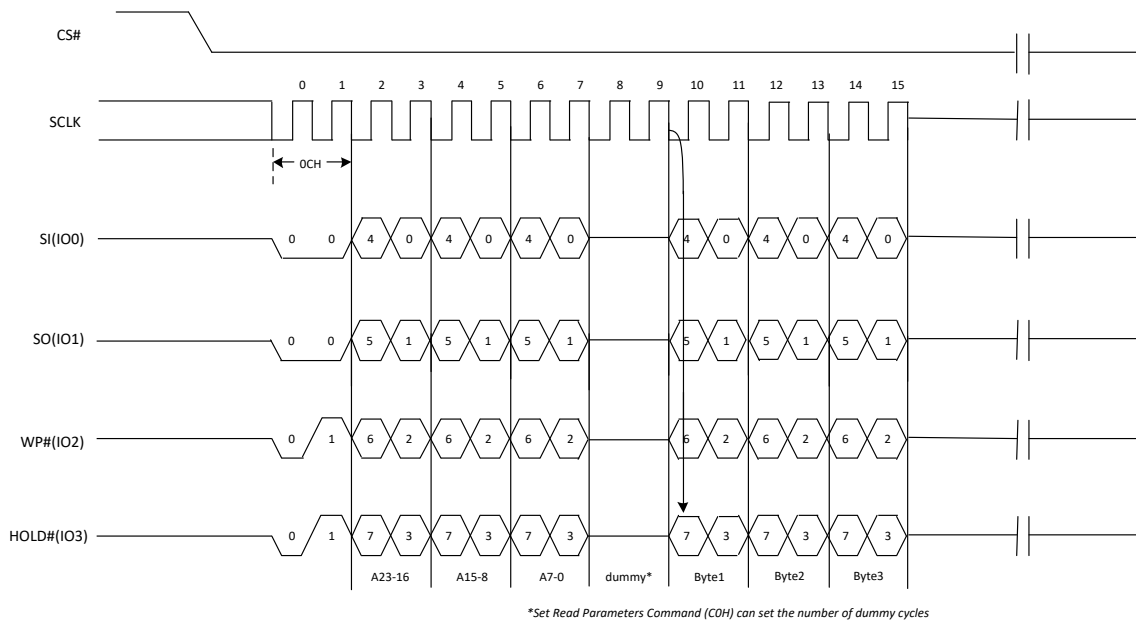 CS#
0 1 2 3 4 5 6 7 8 9 10 11 12 13 14 15
SCLK
0CH
SI(IO0) 0 0 4 0 4 0 4 0 4 0 4 0 4 0
SO(IO1) 0 0 5 1 5 1 5 1 5 1 5 1 5 1
WP#(IO2) 0 1 6 2 6 2 6 2 6 2 6 2 6 2
HOLD#(IO3) 0 1 7 3 7 3 7 3 7 3 7 3 7 3
A23-16 A15-8 A7-0 dummy* Byte1 Byte2 Byte3
*Set Read Parameters Command (C0H) can set the number of dummy cycles